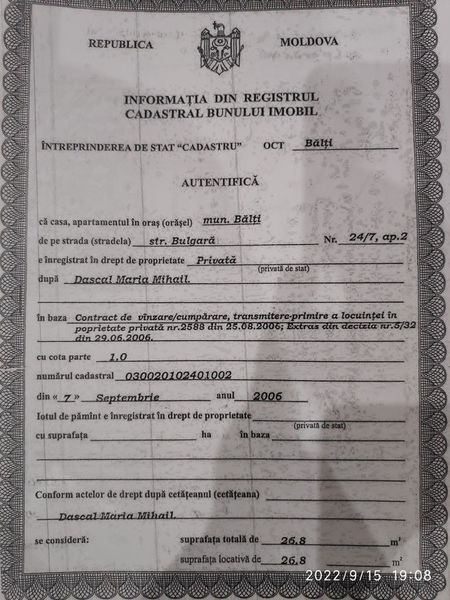 REPUBLICA MOLDOVA
INFORMAȚIA DIN REGISTRUL
CADASTRAL BUNULUI IMOBIL
ÎNTREPRINDEREA DE STAT "CADASTRU" OCT Bălți
AUTENTIFICĂ
că casa, apartamentul în oraș (orășel) mun. Bălți
de pe strada (stradela) str. Bulgară Nr. 24/7, ap.2
e înregistrat în drept de proprietate Privată
(privată de stat)
după Dascal Maria Mihail.
în baza Contract de vînzare/cumpărare, transmitere-primire a locuinței în
poprietate privată nr.2588 din 25.08.2006; Extras din decizia nr.5/32
din 29.06.2006.
cu cota parte 1.0
numărul cadastral 030020102401002
din « 7 » Septembrie anul 2006
lotul de pămînt e înregistrat în drept de proprietate
(privată de stat)
cu suprafața ha în baza
Conform actelor de drept după cetățeanul (cetățeana)
Dascal Maria Mihail.
se consideră: suprafața totală de 26.8 m²
suprafața locativă de 26.8 m²
2022/9/15 19:08